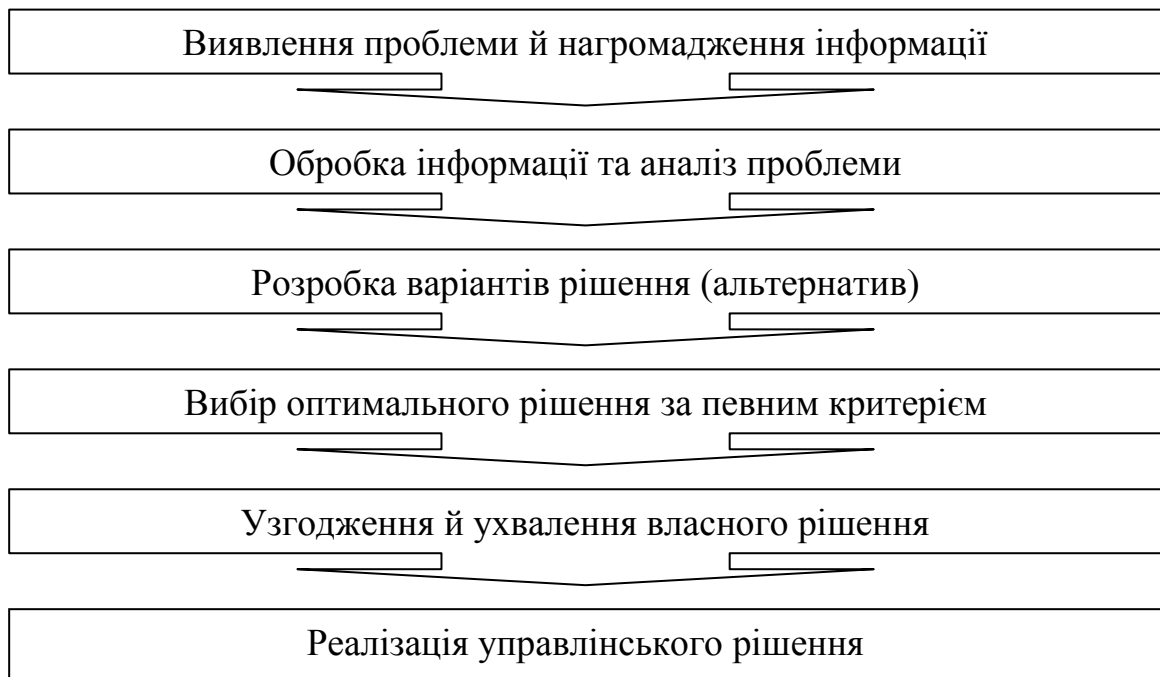 Виявлення проблеми й нагромадження інформації
Обробка інформації та аналіз проблеми
Розробка варіантів рішення (альтернатив)
Вибір оптимального рішення за певним критерієм
Узгодження й ухвалення власного рішення
Реалізація управлінського рішення